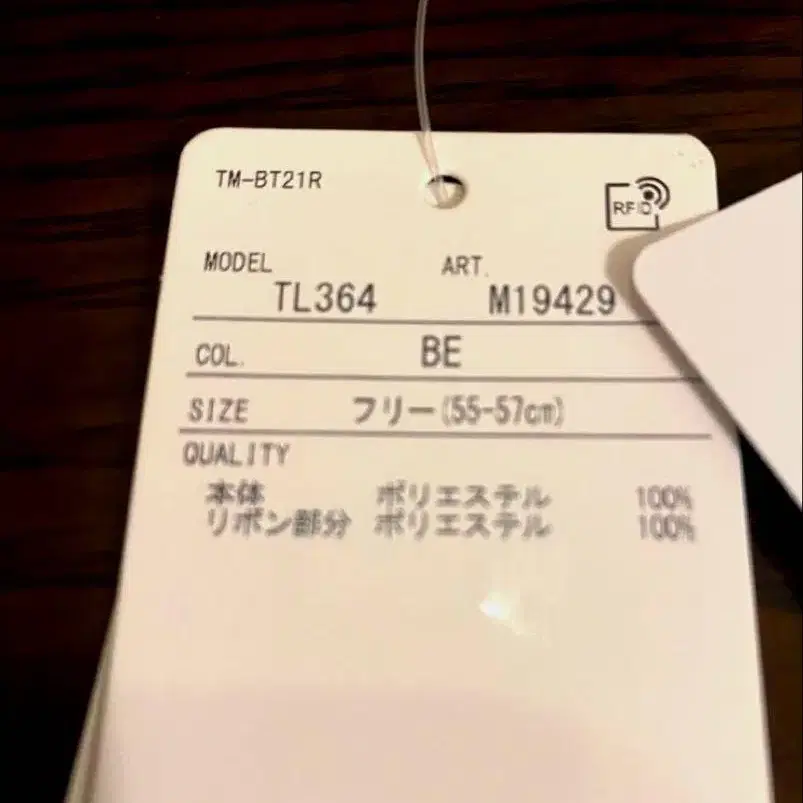 TM-BT21R
RFID
MODEL ART.
TL364 M19429
COL. BE
SIZE フリー(55-57cm)
QUALITY
本体 ポリエステル 100%
リボン部分 ポリエステル 100%